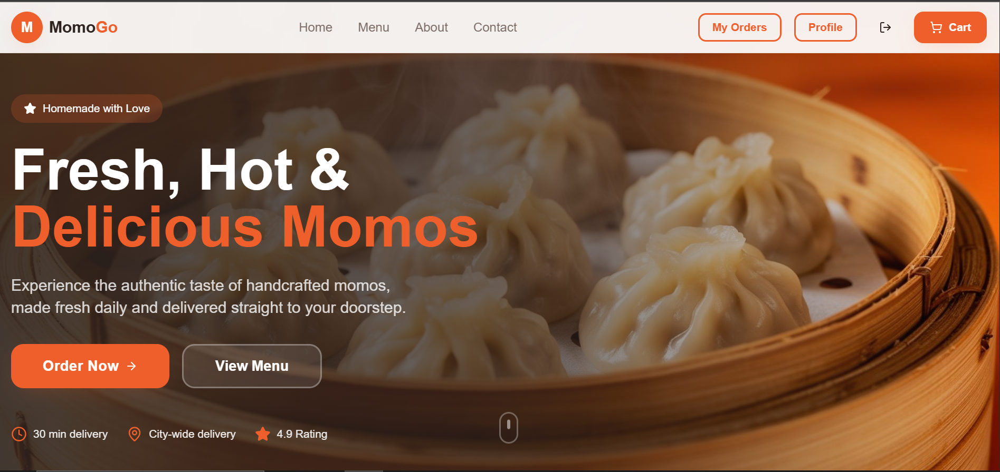 M MomoGo Home Menu About Contact My Orders Profile Cart
Homemade with Love
Fresh, Hot &
Delicious Momos
Experience the authentic taste of handcrafted momos,
made fresh daily and delivered straight to your doorstep.
Order Now → View Menu
30 min delivery City-wide delivery 4.9 Rating